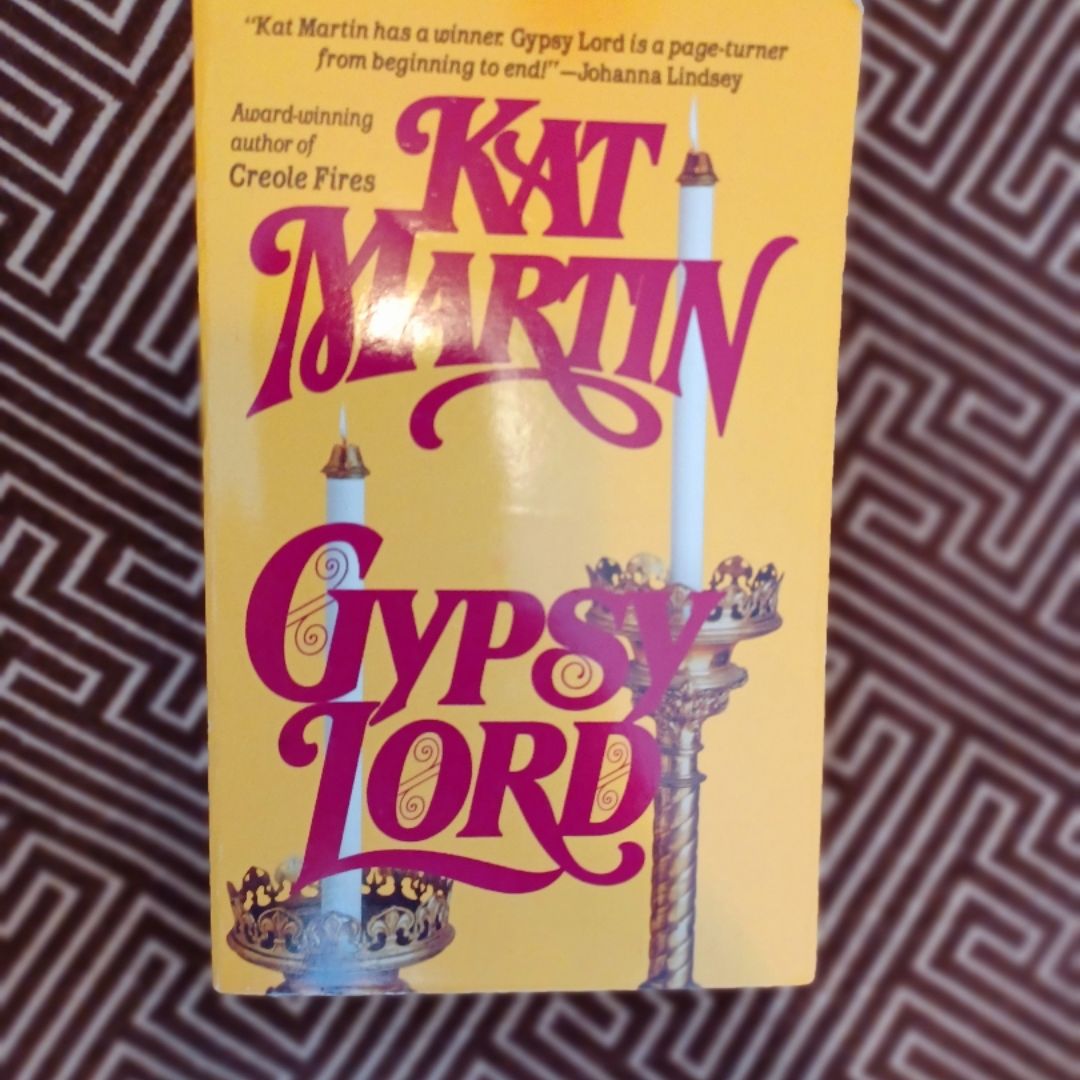 "Kat Martin has a winner. Gypsy Lord is a page-turner
from beginning to end!"—Johanna Lindsey
Award-winning
author of
Creole Fires
KAT
MARTIN
GYPSY
LORD